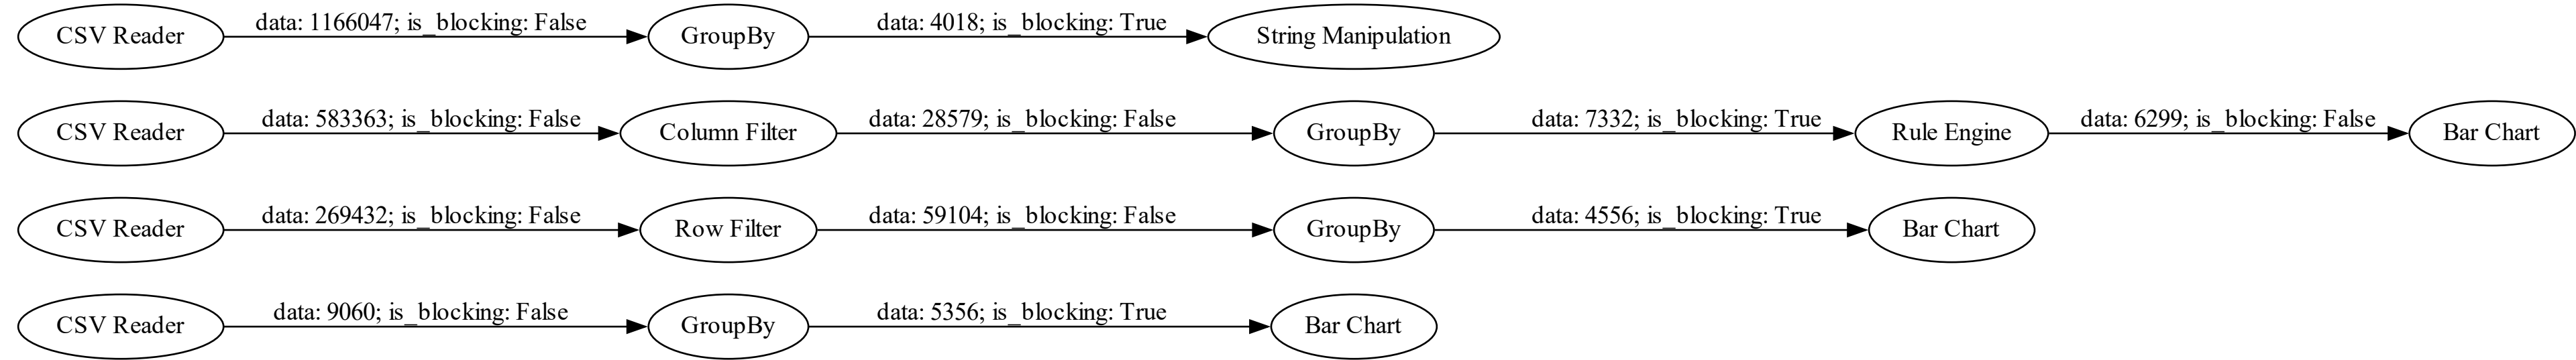 CSV Reader data: 1166047; is_blocking: False GroupBy data: 4018; is_blocking: True String Manipulation
CSV Reader data: 583363; is_blocking: False Column Filter data: 28579; is_blocking: False GroupBy data: 7332; is_blocking: True Rule Engine data: 6299; is_blocking: False Bar Chart
CSV Reader data: 269432; is_blocking: False Row Filter data: 59104; is_blocking: False GroupBy data: 4556; is_blocking: True Bar Chart
CSV Reader data: 9060; is_blocking: False GroupBy data: 5356; is_blocking: True Bar Chart